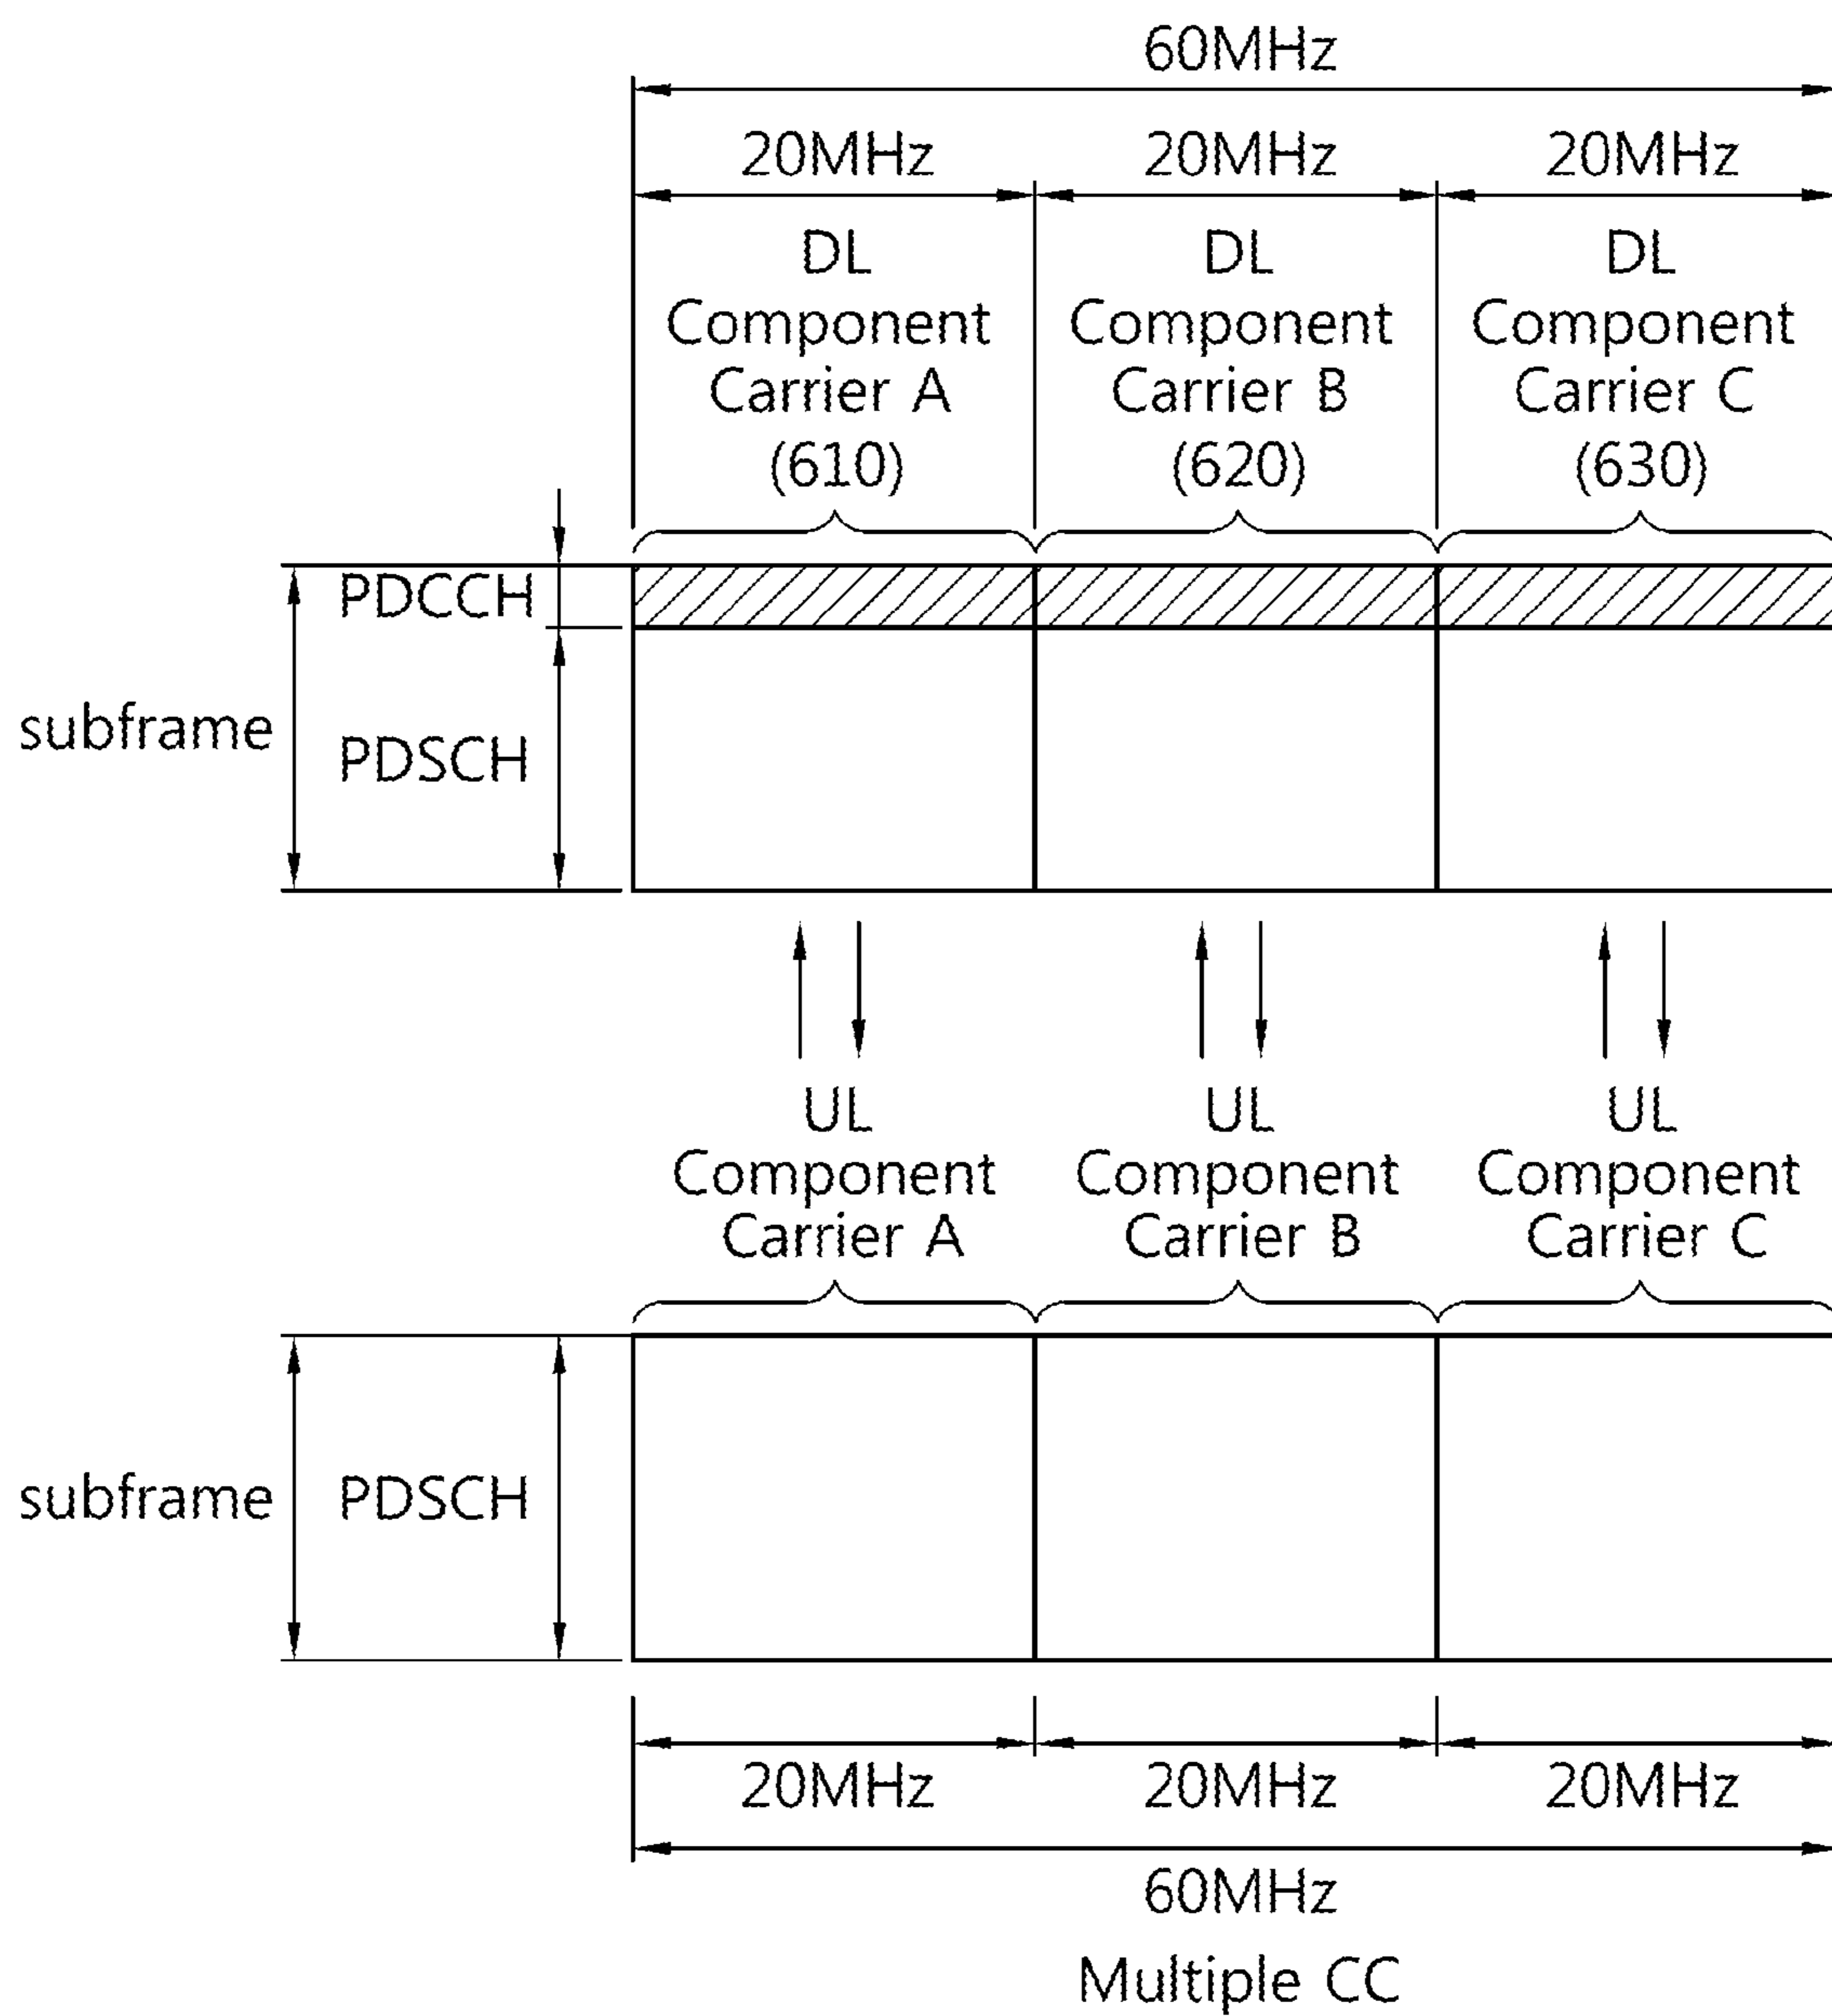 60MHz
20MHz 20MHz 20MHz
DL DL DL
Component Component Component
Carrier A Carrier B Carrier C
(610) (620) (630)
PDCCH
subframe PDSCH
UL UL UL
Component Component Component
Carrier A Carrier B Carrier C
subframe PDSCH
20MHz 20MHz 20MHz
60MHz
Multiple CC